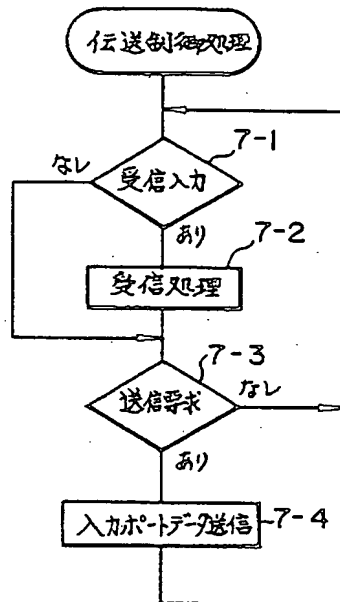 伝送制御処理
7-1
なし
受信入力
あり
7-2
受信処理
7-3
送信要求
なし
あり
入力ポートデータ送信
7-4